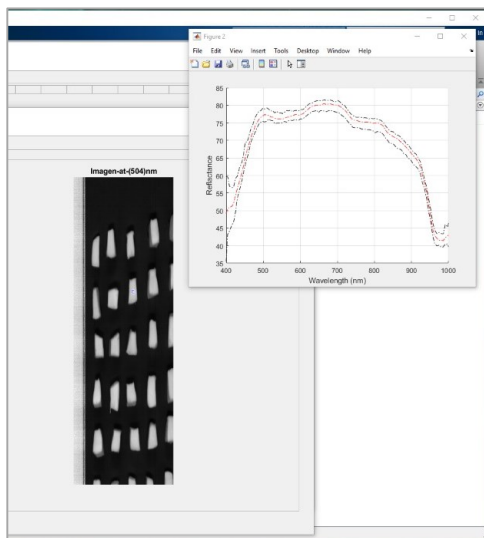 in
Figure 2
File Edit View Insert Tools Desktop Window Help
Imagen-at-(504)nm
85
80
75
70
65
60
55
50
45
40
35
Reflectance
400 500 600 700 800 900 1000
Wavelength (nm)